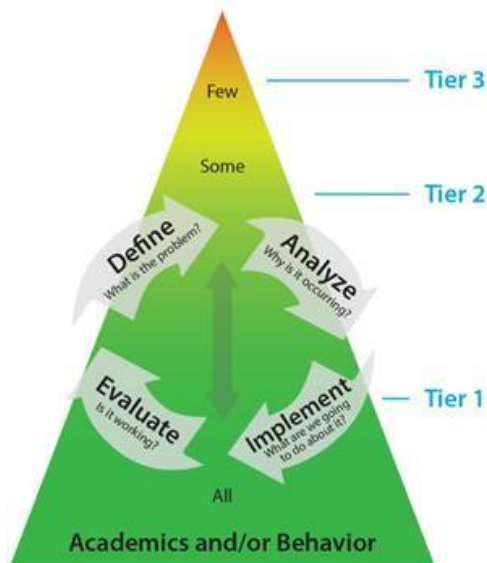 Few
Tier 3
Some
Tier 2
Define
What is the problem?
Analyze
Why is it occurring?
Evaluate
Is it working?
Implement
What are we going
to do about it?
Tier 1
All
Academics and/or Behavior